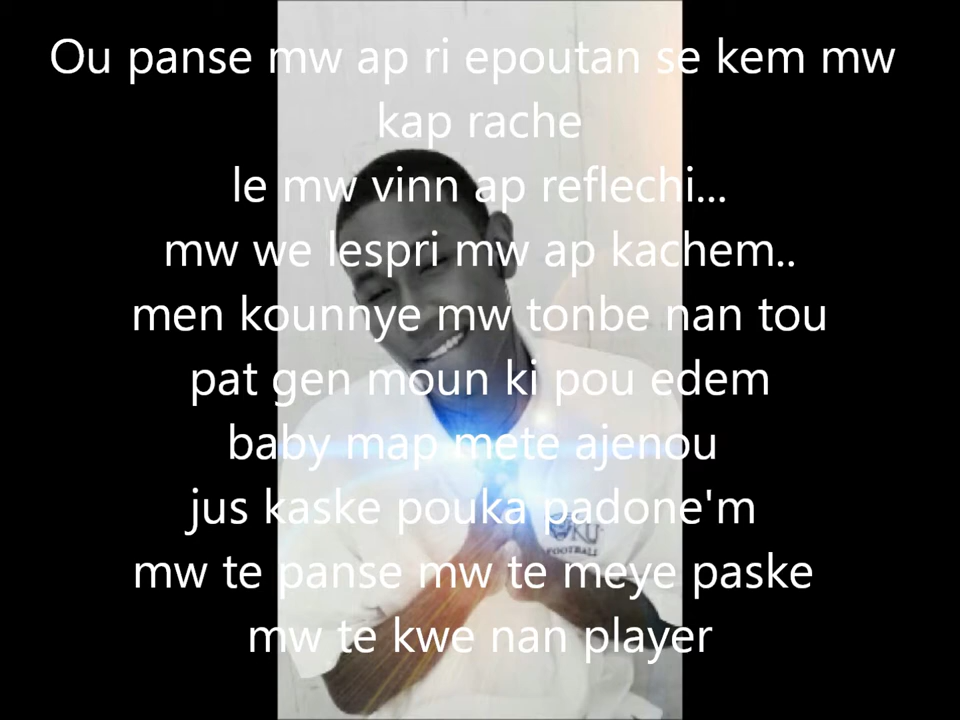 Ou panse mw ap ri epoutan se kem mw
kap rache
le mw vinn ap reflechi...
mw we lespri mw ap kachem..
men kounnye mw tonbe nan tou
pat gen moun ki pou edem
baby map mete ajenou
jus kaske pouka padone'm
mw te panse mw te meye paske
mw te kwe nan player
FOOTBALL